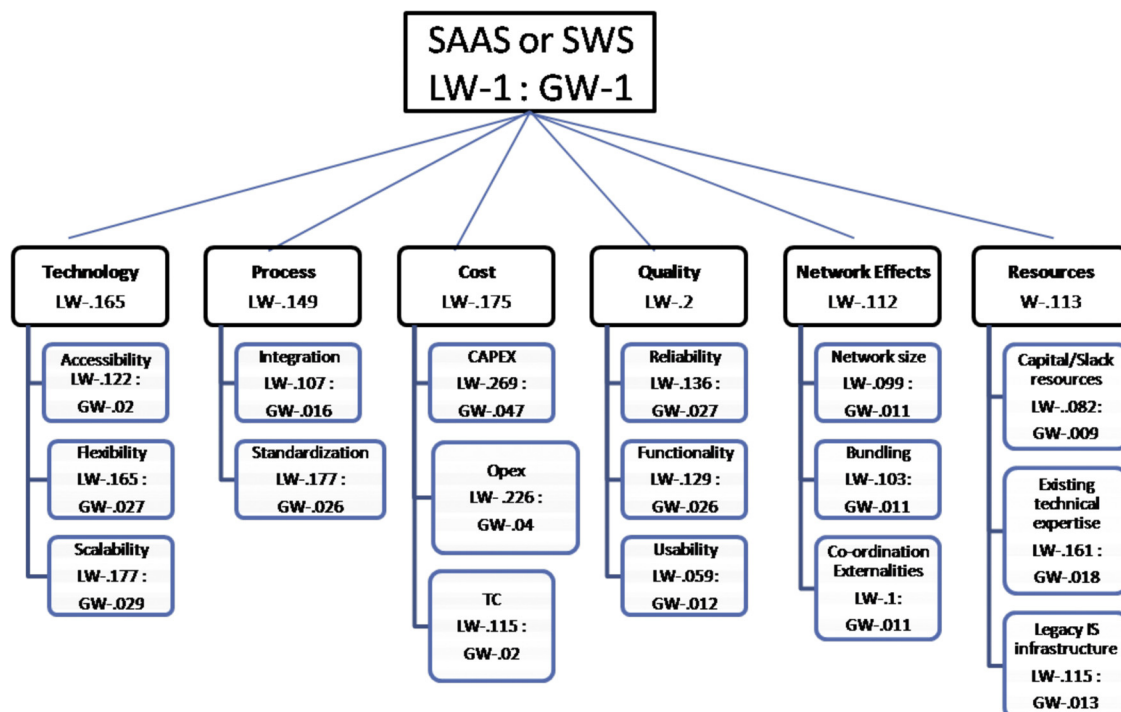 SAAS or SWS
LW-1 : GW-1
Technology
LW-.165
Accessibility
LW-.122 :
GW-.02
Flexibility
LW-.165 :
GW-.027
Scalability
LW-.177 :
GW-.029
Process
LW-.149
Integration
LW-.107 :
GW-.016
Standardization
LW-.177 :
GW-.026
Cost
LW-.175
CAPEX
LW-.269 :
GW-.047
Opex
LW-.226 :
GW-.04
TC
LW-.115 :
GW-.02
Quality
LW-.2
Reliability
LW-.136 :
GW-.027
Functionality
LW-.129 :
GW-.026
Usability
LW-.059:
GW-.012
Network Effects
LW-.112
Network size
LW-.099 :
GW-.011
Bundling
LW-.103:
GW-.011
Co-ordination
Externalities
LW-.1:
GW-.011
Resources
W-.113
Capital/Slack
resources
LW-.082:
GW-.009
Existing
technical
expertise
LW-.161 :
GW-.018
Legacy IS
infrastructure
LW-.115 :
GW-.013